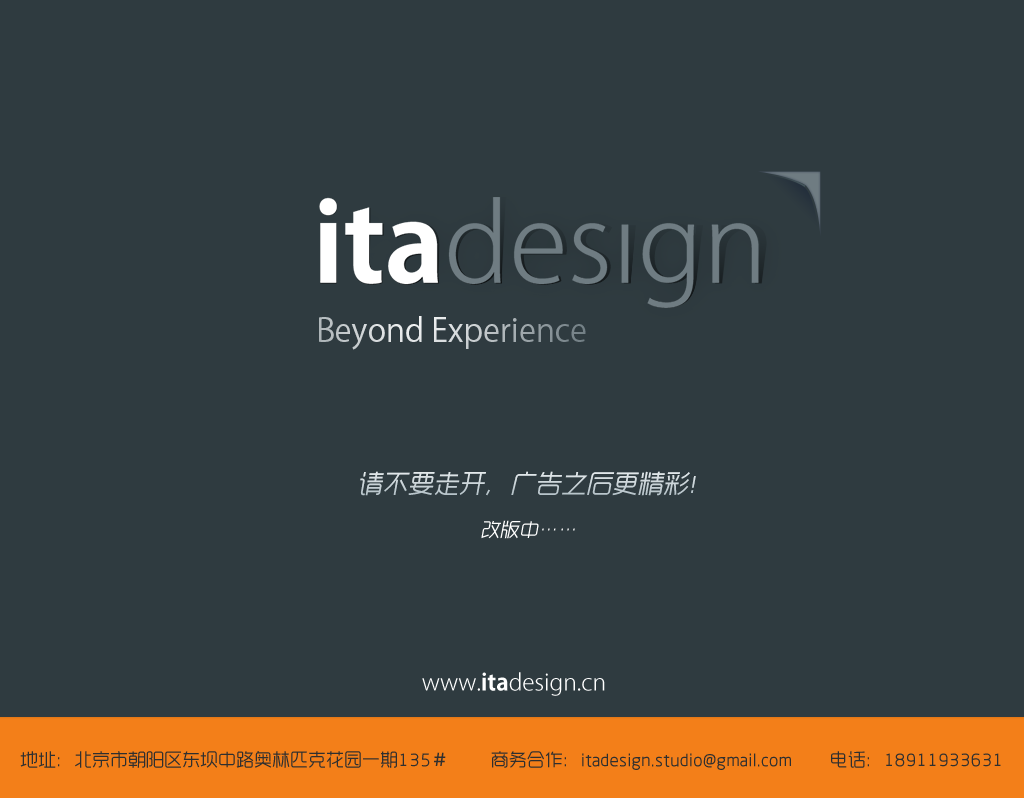 itadesign
Beyond Experience
请不要走开，广告之后更精彩!
改版中……
www.itadesign.cn
地址: 北京市朝阳区东坝中路奥林匹克花园一期135# 商务合作: itadesign.studio@gmail.com 电话: 18911933631